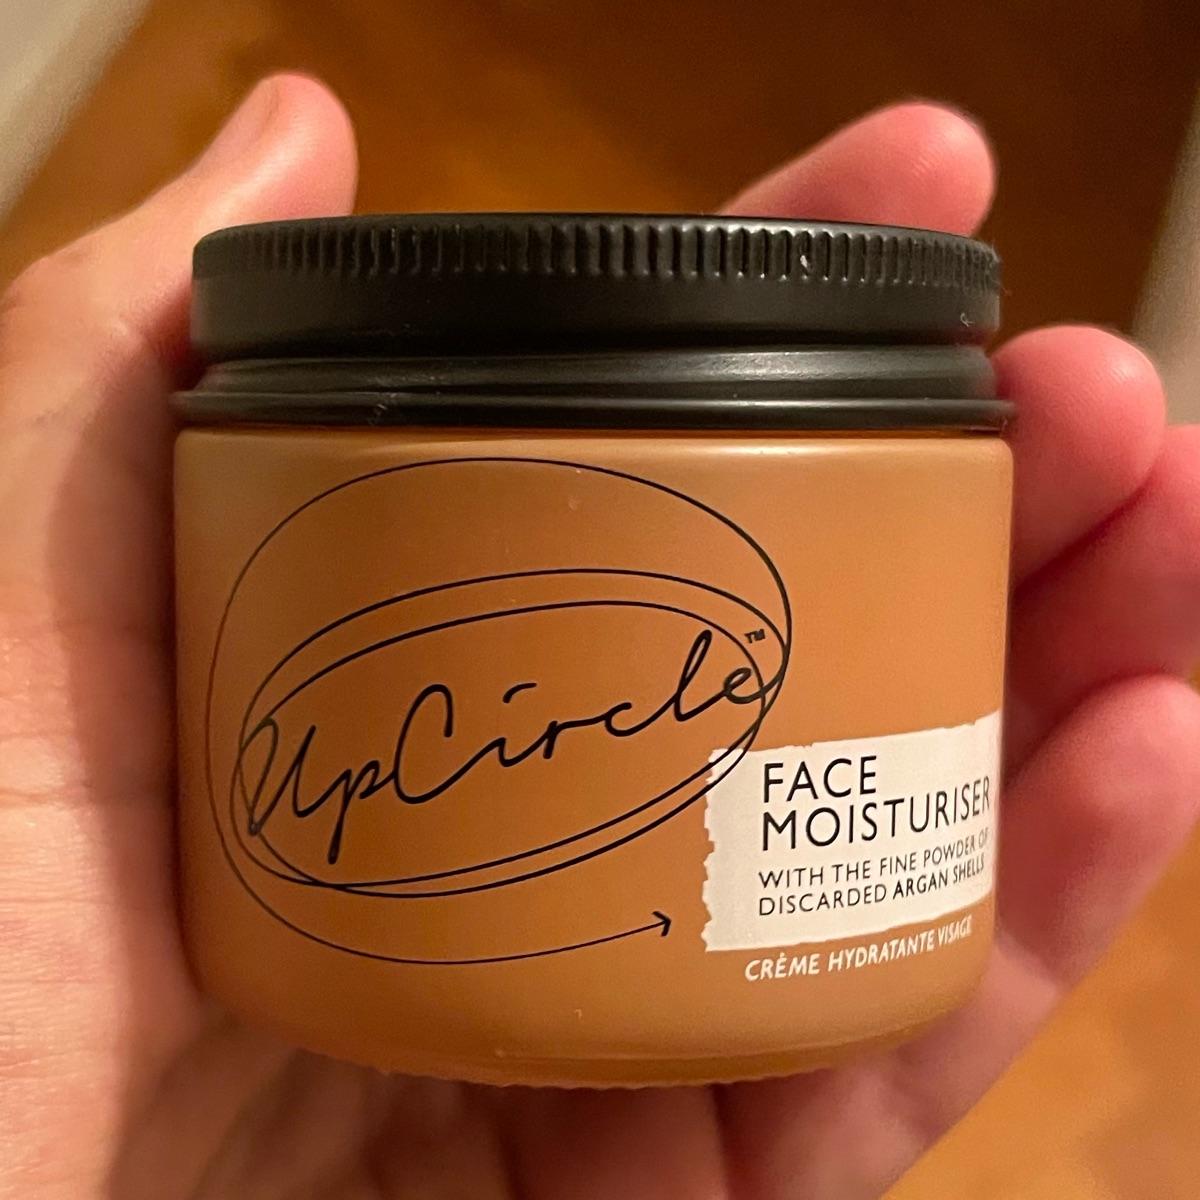 UpCircle™
FACE
MOISTURISER
WITH THE FINE POWDER OF
DISCARDED ARGAN SHELLS
CRÈME HYDRATANTE VISAGE